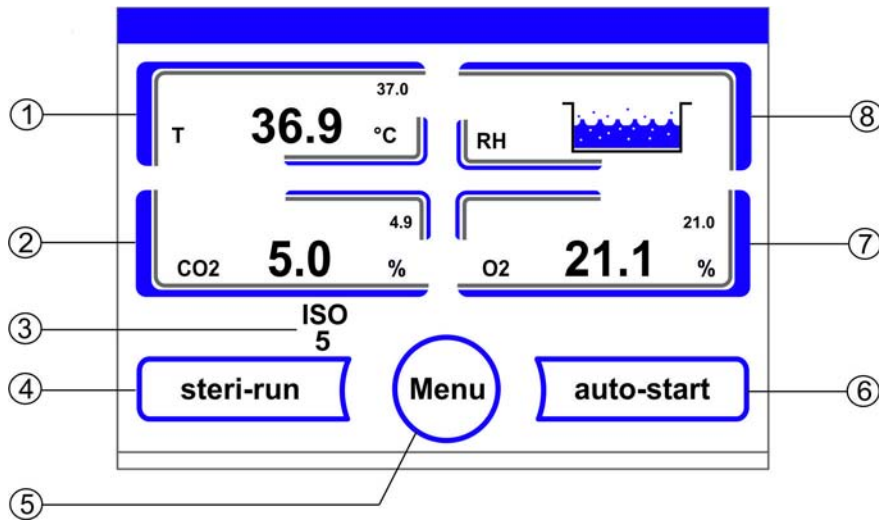 37.0
① T 36.9 °C
RH ⑧
4.9
② CO2 5.0 %
21.0
O2 21.1 % ⑦
③ ISO
5
④ steri-run
Menu
auto-start ⑥
⑤